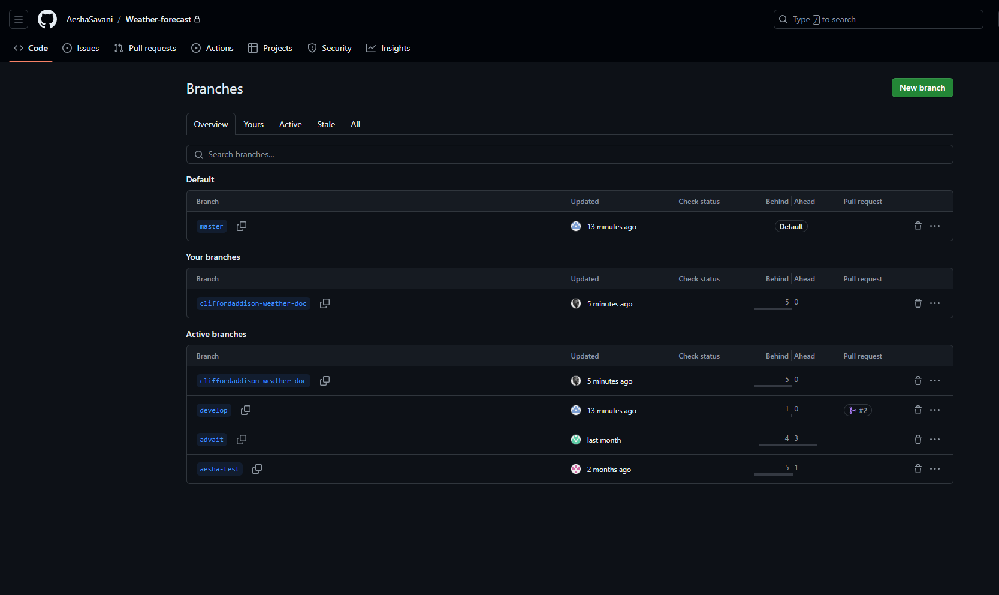 AeshaSavani / Weather-forecast
Type / to search
Code Issues Pull requests Actions Projects Security Insights
Branches
New branch
Overview Yours Active Stale All
Search branches...
Default
Branch Updated Check status Behind Ahead Pull request
master 13 minutes ago Default
Your branches
Branch Updated Check status Behind Ahead Pull request
cliffordaddison-weather-doc 5 minutes ago 5 0
Active branches
Branch Updated Check status Behind Ahead Pull request
cliffordaddison-weather-doc 5 minutes ago 5 0
develop 13 minutes ago 1 0 #2
advait last month 4 3
aesha-test 2 months ago 5 1